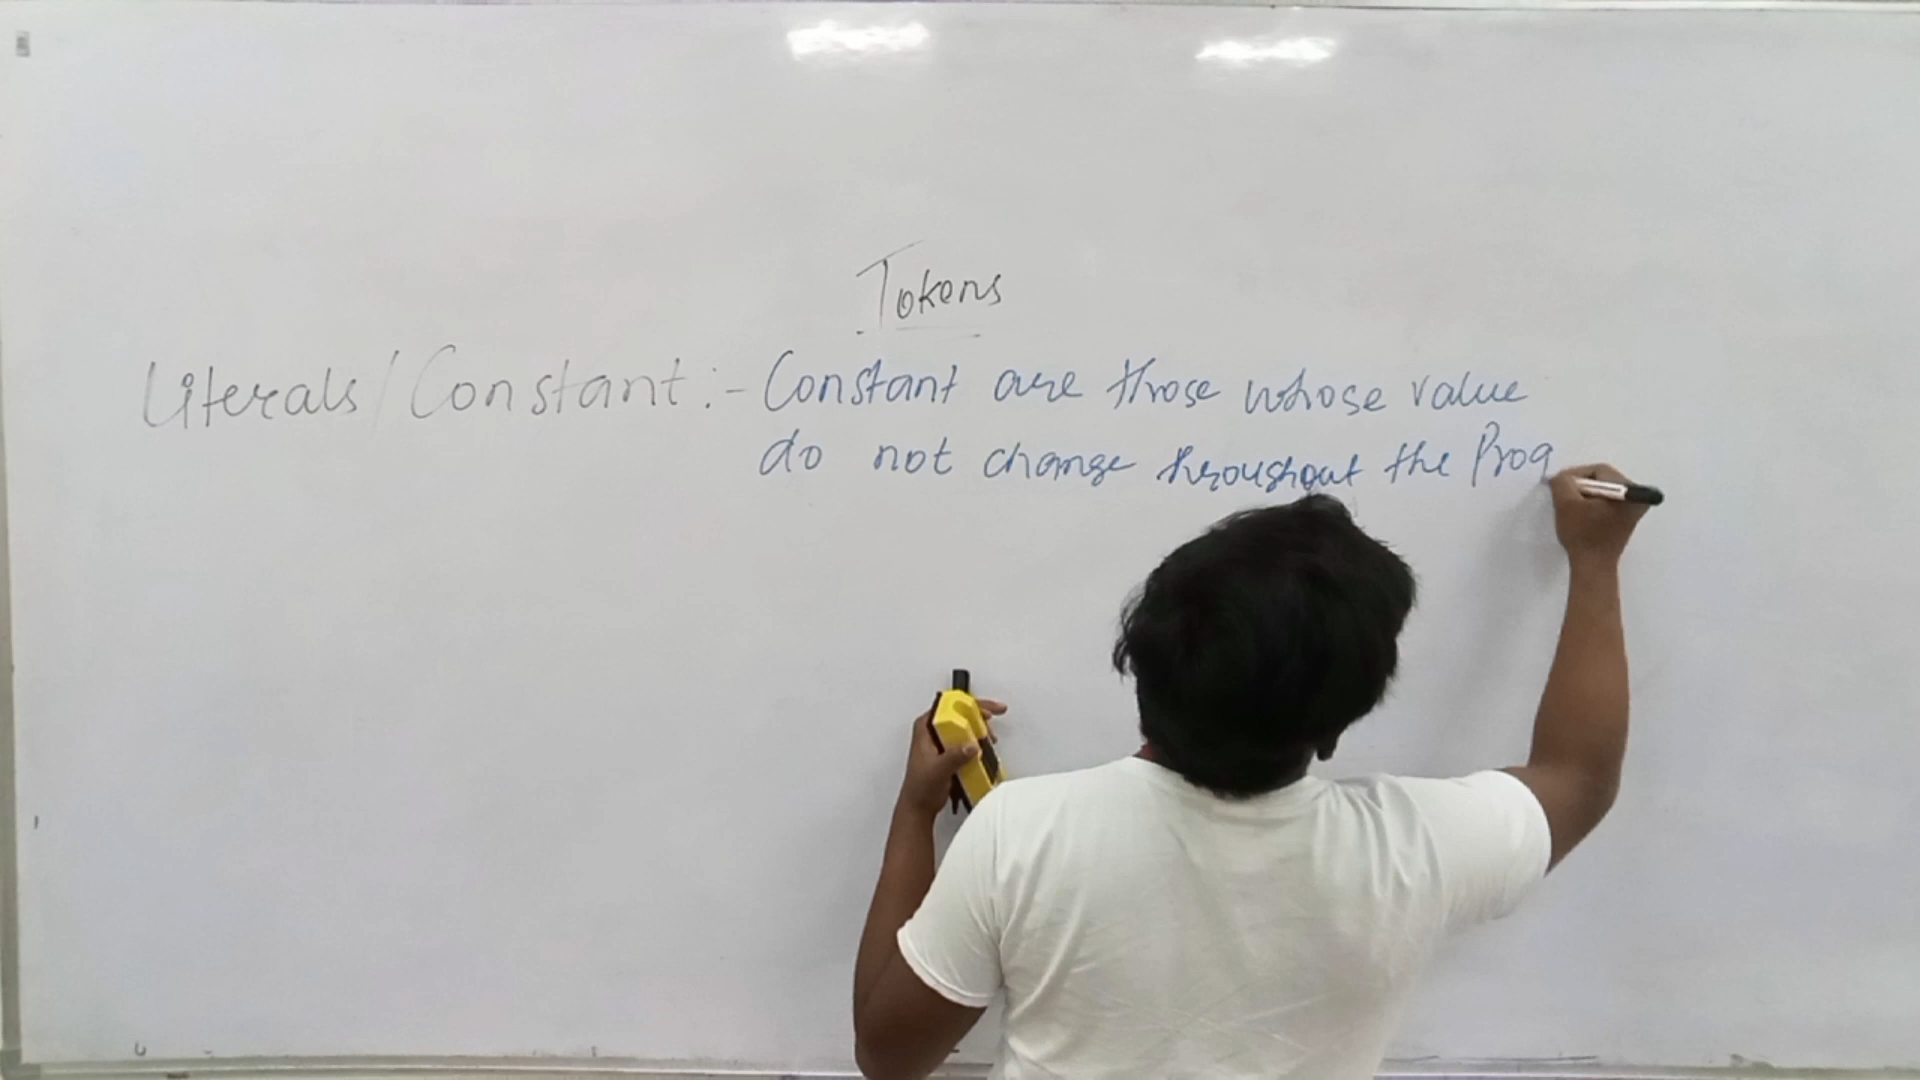 Tokens
Literals/Constant:- Constant are those whose value
do not change throughout the Prog